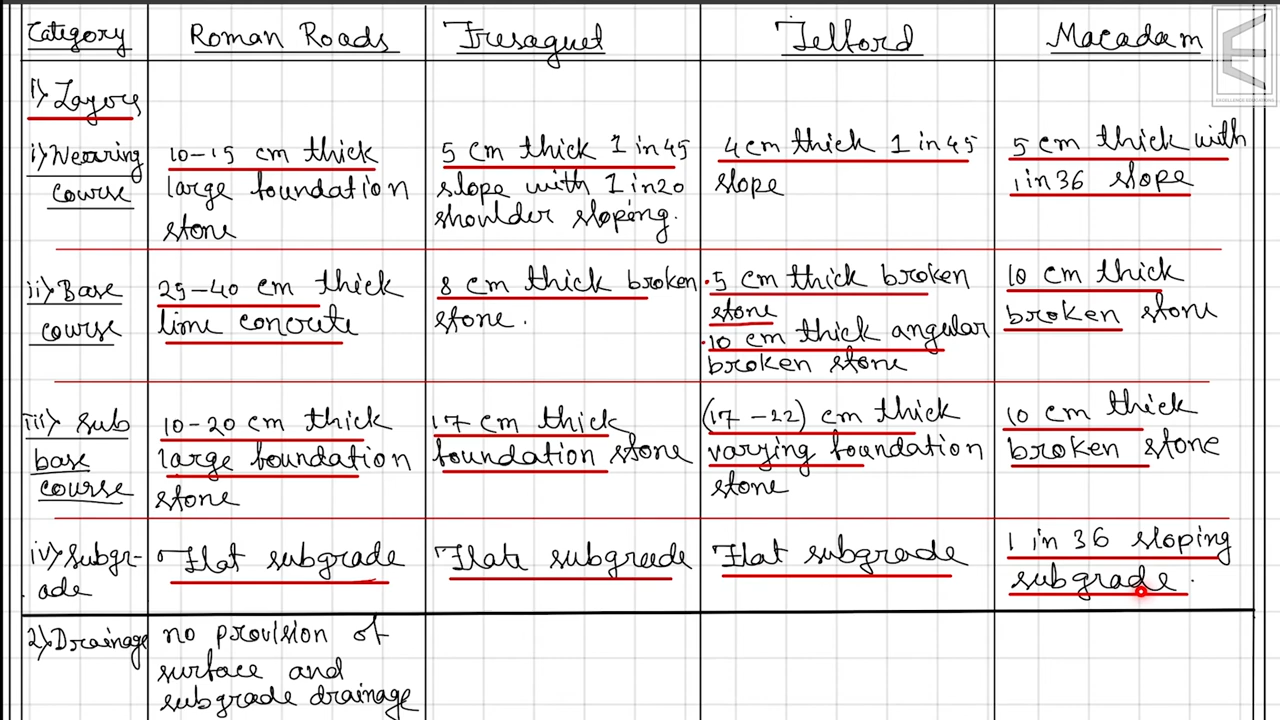 Category
Roman Roads
Tresaguet
Telford
Macadam
1) Layors
i) Wearing
course
10-15 cm thick
large foundation
stone
5 cm thick 1 in 45
slope with 1 in 20
shoulder sloping.
4 cm thick 1 in 45
slope
5 cm thick with
1 in 36 slope
ii) Base
course
25-40 cm thick
lime concrete
8 cm thick broken
stone.
5 cm thick broken
stone
10 cm thick angular
broken stone
10 cm thick
broken stone
iii) Sub
base
course
10-20 cm thick
large foundation
stone
17 cm thick
foundation stone
(17-22) cm thick
varying foundation
stone
10 cm thick
broken stone
iv) Subgr-
ade
Flat subgrade
Flate subgrade
Flat subgrade
1 in 36 sloping
subgrade.
2) Drainage
no provision of
surface and
subgrade drainage